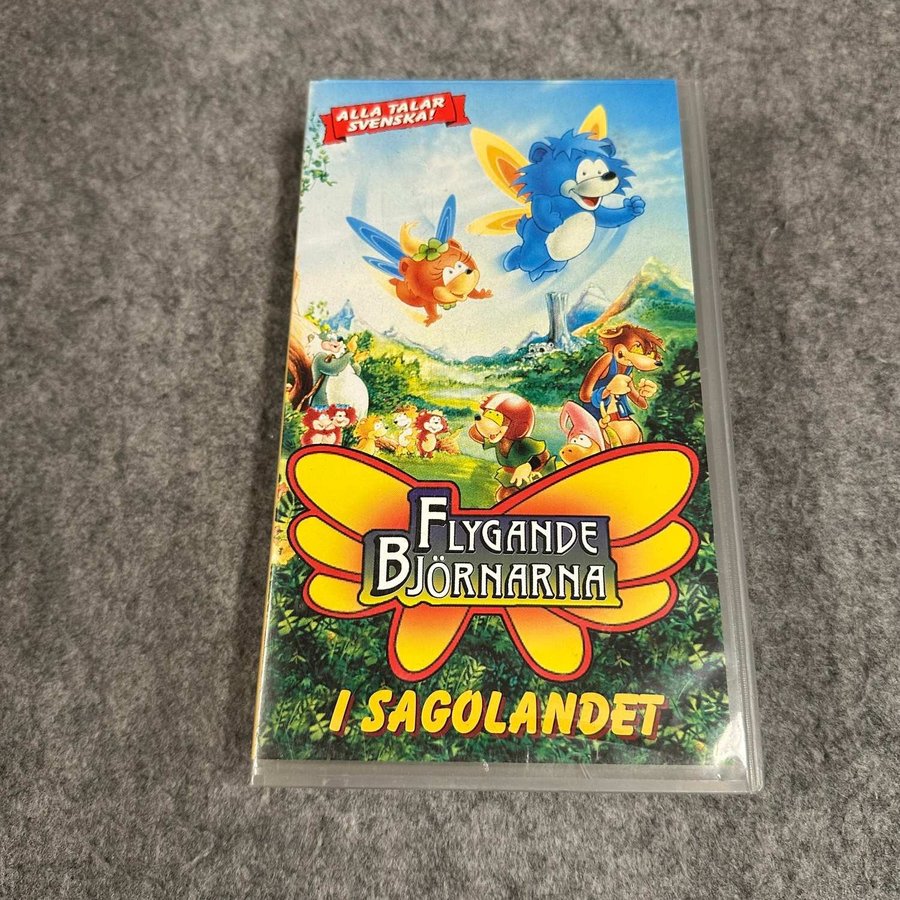 ALLA TALAR
SVENSKA!
FLYGANDE
BJÖRNARNA
I SAGOLANDET